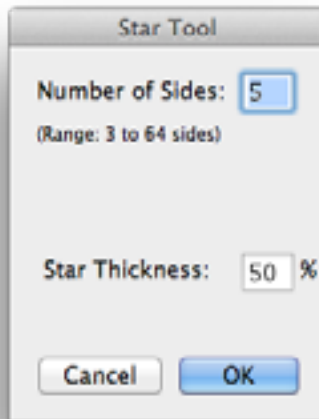 Star Tool
Number of Sides: 5
(Range: 3 to 64 sides)
Star Thickness: 50 %
Cancel OK